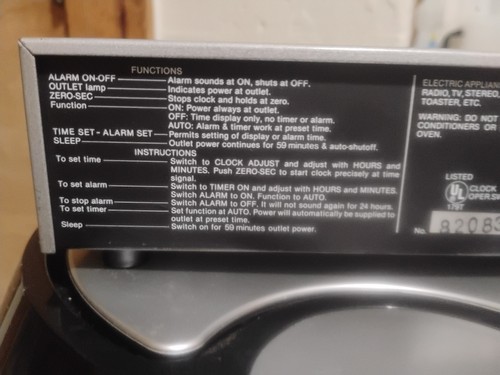 FUNCTIONS
ALARM ON-OFF Alarm sounds at ON, shuts at OFF.
OUTLET lamp Indicates power at outlet.
ZERO-SEC Stops clock and holds at zero.
Function ON: Power always at outlet.
OFF: Time display only, no timer or alarm.
AUTO: Alarm & timer work at preset time.
TIME SET - ALARM SET Permits setting of display or alarm time.
SLEEP Outlet power continues for 59 minutes & auto-shutoff.
INSTRUCTIONS
To set time Switch to CLOCK ADJUST and adjust with HOURS and
MINUTES. Push ZERO-SEC to start clock precisely at time
signal.
To set alarm Switch to TIMER ON and adjust with HOURS and MINUTES.
Switch ALARM to ON. Function to AUTO.
To stop alarm Switch ALARM to OFF. It will not sound again for 24 hours.
To set timer Set function at AUTO. Power will automatically be supplied to
outlet at preset time.
Sleep Switch on for 59 minutes outlet power.
ELECTRIC APPLIAN
RADIO, TV, STEREO,
TOASTER, ETC.
WARNING: DO NOT
CONDITIONERS OR
OVEN.
LISTED
UL CLOCK
OPER.SW
179T
No. 82085